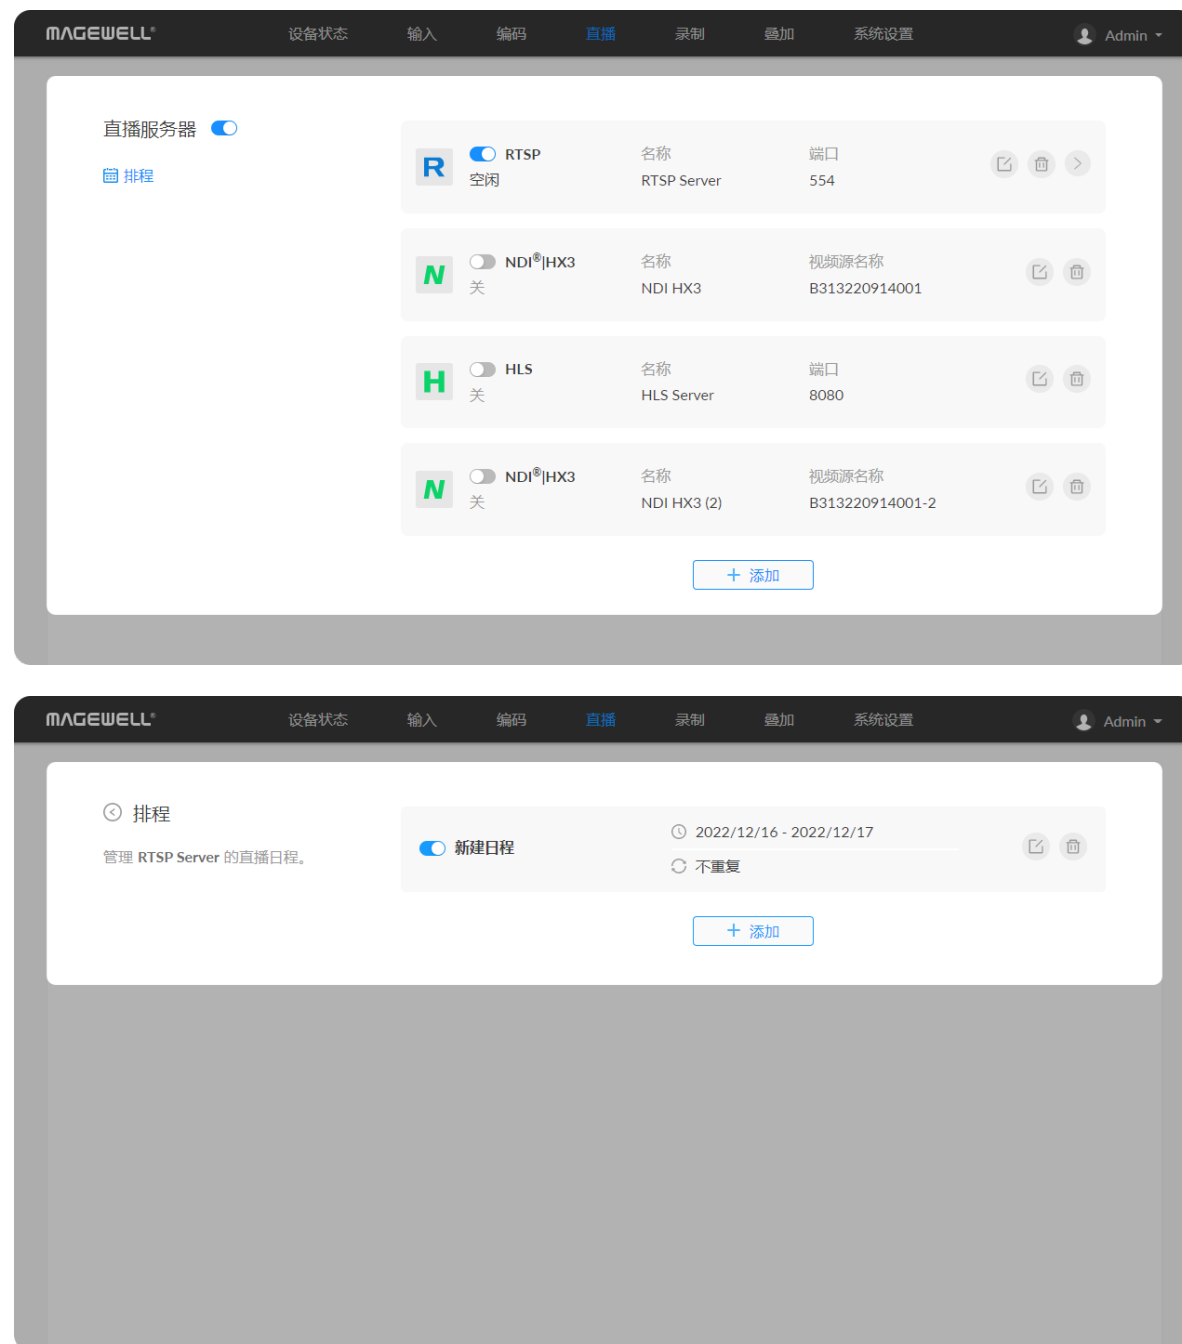 MAGEWELL® 设备状态 输入 编码 直播 录制 叠加 系统设置 Admin
直播服务器
排程
RTSP 名称 端口
空闲 RTSP Server 554
NDI®|HX3 名称 视频源名称
关 NDI HX3 B313220914001
HLS 名称 端口
关 HLS Server 8080
NDI®|HX3 名称 视频源名称
关 NDI HX3 (2) B313220914001-2
+ 添加
MAGEWELL® 设备状态 输入 编码 直播 录制 叠加 系统设置 Admin
排程
管理 RTSP Server 的直播日程。
新建日程
2022/12/16 - 2022/12/17
不重复
+ 添加